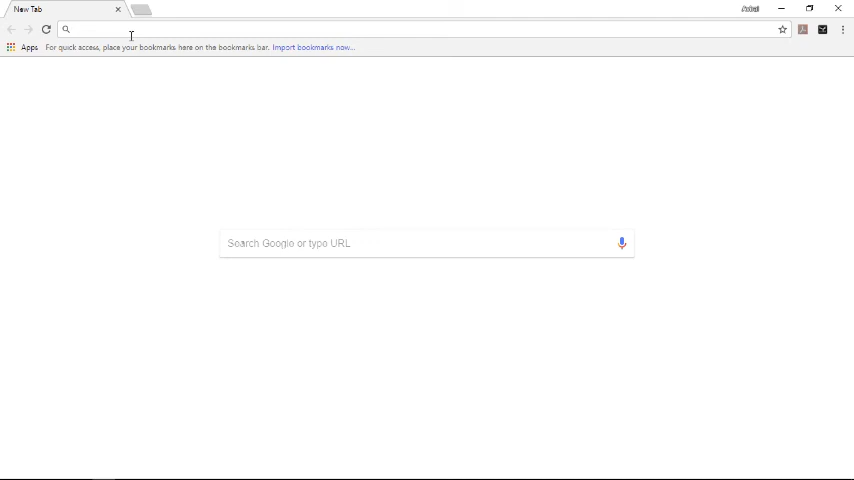 New Tab
Apps For quick access, place your bookmarks here on the bookmarks bar. Import bookmarks now...
Search Google or type URL